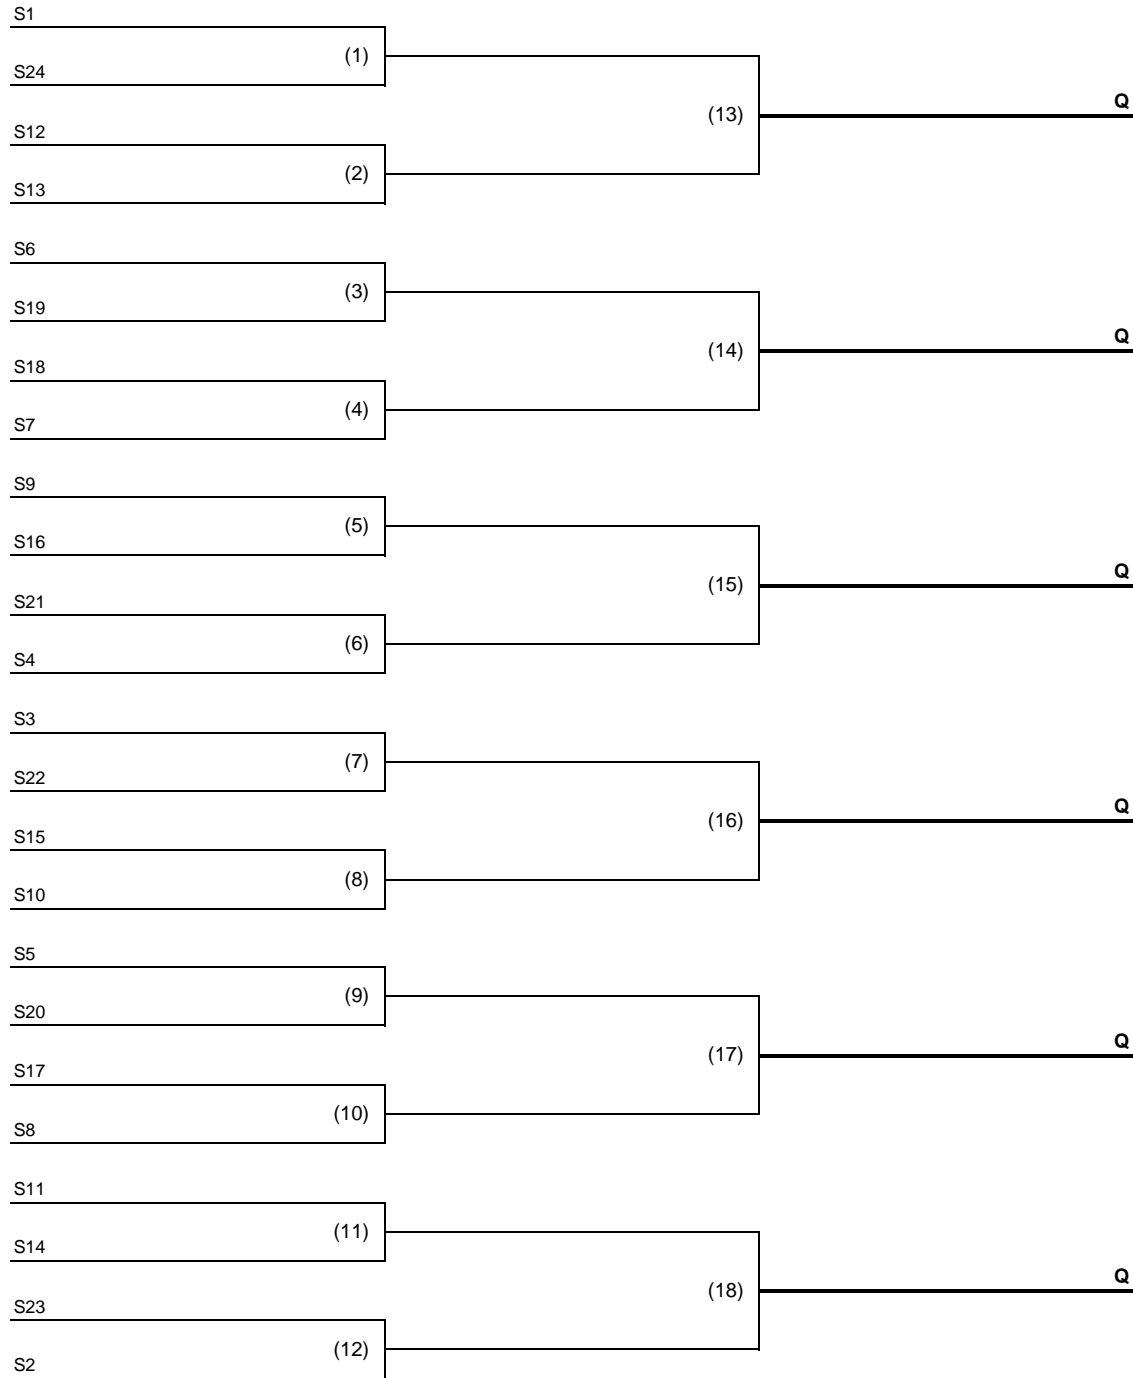 S1
(1)
S24
(13)
Q
S12
(2)
S13
S6
(3)
S19
(14)
Q
S18
(4)
S7
S9
(5)
S16
(15)
Q
S21
(6)
S4
S3
(7)
S22
(16)
Q
S15
(8)
S10
S5
(9)
S20
(17)
Q
S17
(10)
S8
S11
(11)
S14
(18)
Q
S23
(12)
S2